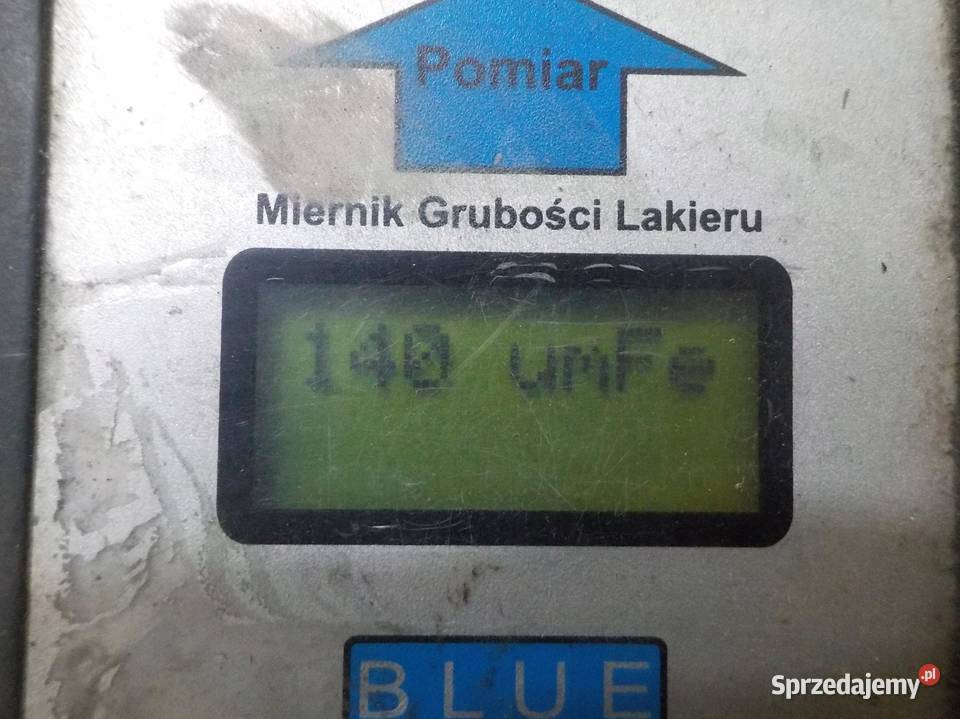 Pomiar
Miernik Grubości Lakieru
140 umFe
BLUE
Sprzedajemy.pl